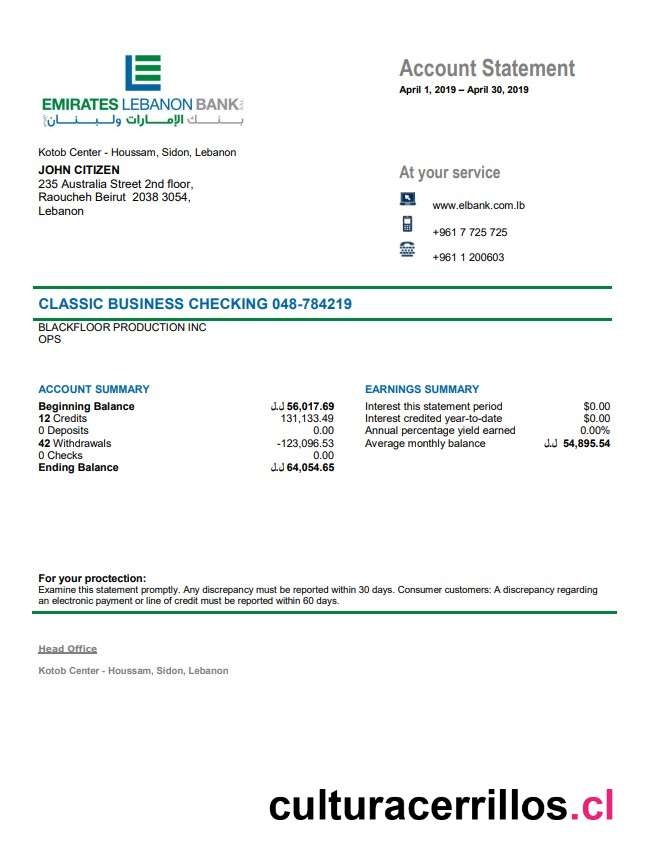 EMIRATES LEBANON BANK
بنك الإمارات ولبنان
Account Statement
April 1, 2019 – April 30, 2019
Kotob Center - Houssam, Sidon, Lebanon
JOHN CITIZEN
235 Australia Street 2nd floor,
Raoucheh Beirut 2038 3054,
Lebanon
At your service
www.elbank.com.lb
+961 7 725 725
+961 1 200603
CLASSIC BUSINESS CHECKING 048-784219
BLACKFLOOR PRODUCTION INC
OPS
ACCOUNT SUMMARY
Beginning Balance ل.ل 56,017.69
12 Credits 131,133.49
0 Deposits 0.00
42 Withdrawals -123,096.53
0 Checks 0.00
Ending Balance ل.ل 64,054.65
EARNINGS SUMMARY
Interest this statement period $0.00
Interest credited year-to-date $0.00
Annual percentage yield earned 0.00%
Average monthly balance ل.ل 54,895.54
For your proctection:
Examine this statement promptly. Any discrepancy must be reported within 30 days. Consumer customers: A discrepancy regarding
an electronic payment or line of credit must be reported within 60 days.
Head Office
Kotob Center - Houssam, Sidon, Lebanon
culturacerrillos.cl